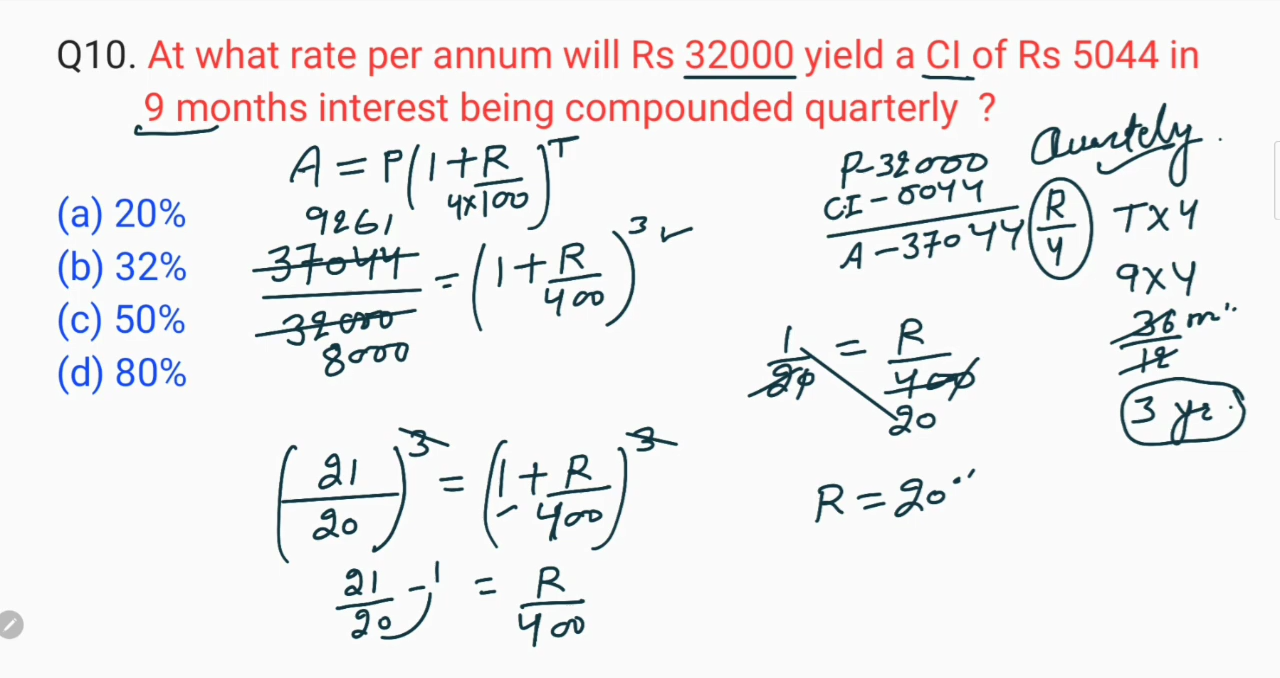 Q10. At what rate per annum will Rs 32000 yield a CI of Rs 5044 in
9 months interest being compounded quarterly ?
(a) 20%
(b) 32%
(c) 50%
(d) 80%
A = P(1+R/4x100)^T
9261
37044/32000 = (1+R/400)^3 ✓
8000
(21/20)^3 = (1+R/400)^3
21/20 - 1 = R/400
P-32000
CI - 5044
A - 37044
Quartely
R/4 T x 4
9 x 4
36 m
12
3 yr.
1/20 = R/400
20
R = 20